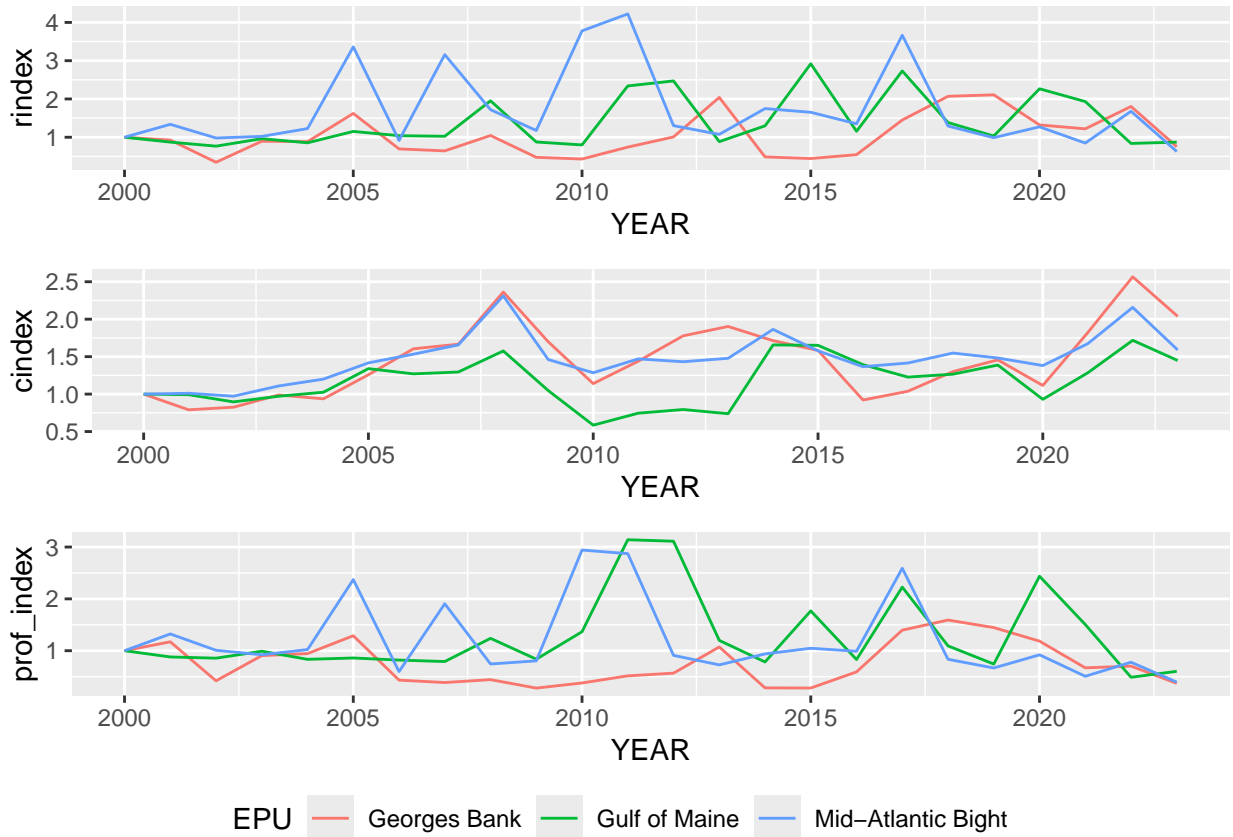 rindex
4
3
2
1
2000 2005 2010 2015 2020
YEAR
cindex
2.5
2.0
1.5
1.0
0.5
2000 2005 2010 2015 2020
YEAR
prof_index
3
2
1
2000 2005 2010 2015 2020
YEAR
EPU Georges Bank Gulf of Maine Mid−Atlantic Bight